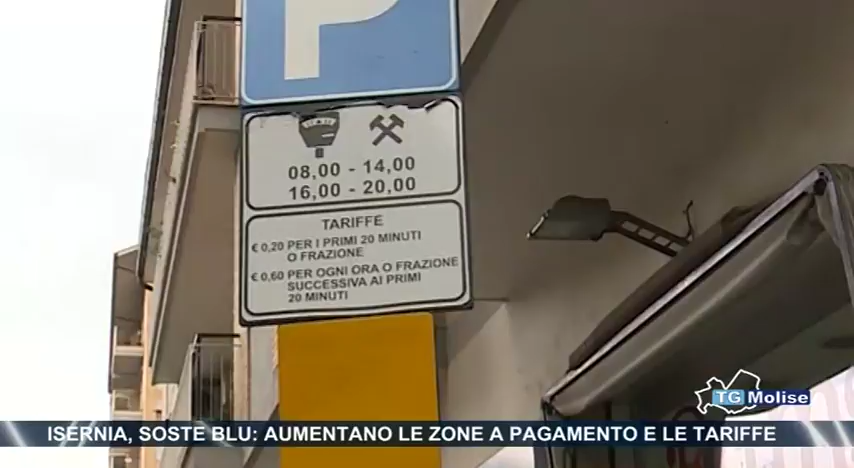 P
08,00 - 14,00
16,00 - 20,00
TARIFFE
€ 0,20 PER I PRIMI 20 MINUTI
O FRAZIONE
€ 0,60 PER OGNI ORA O FRAZIONE
SUCCESSIVA AI PRIMI
20 MINUTI
TG Molise
ISERNIA, SOSTE BLU: AUMENTANO LE ZONE A PAGAMENTO E LE TARIFFE